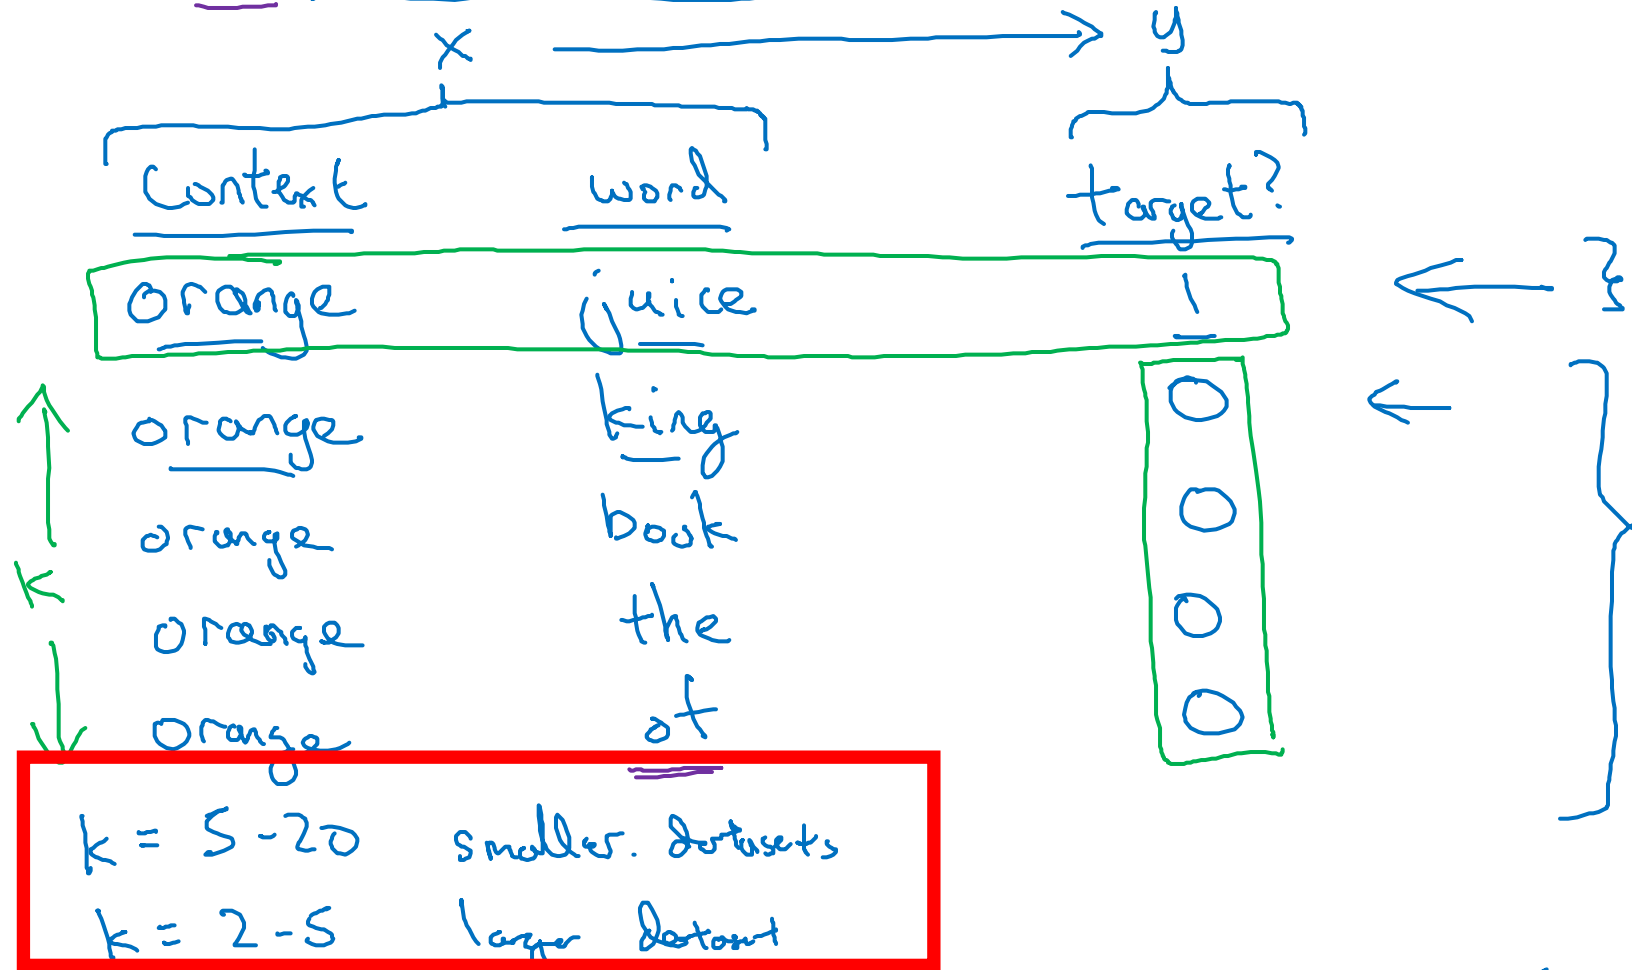 x y
Context word target?
orange juice 1
orange king 0
orange book 0
k
orange the 0
orange of 0
k = 5-20 smaller. datasets
k = 2-5 larger dataset